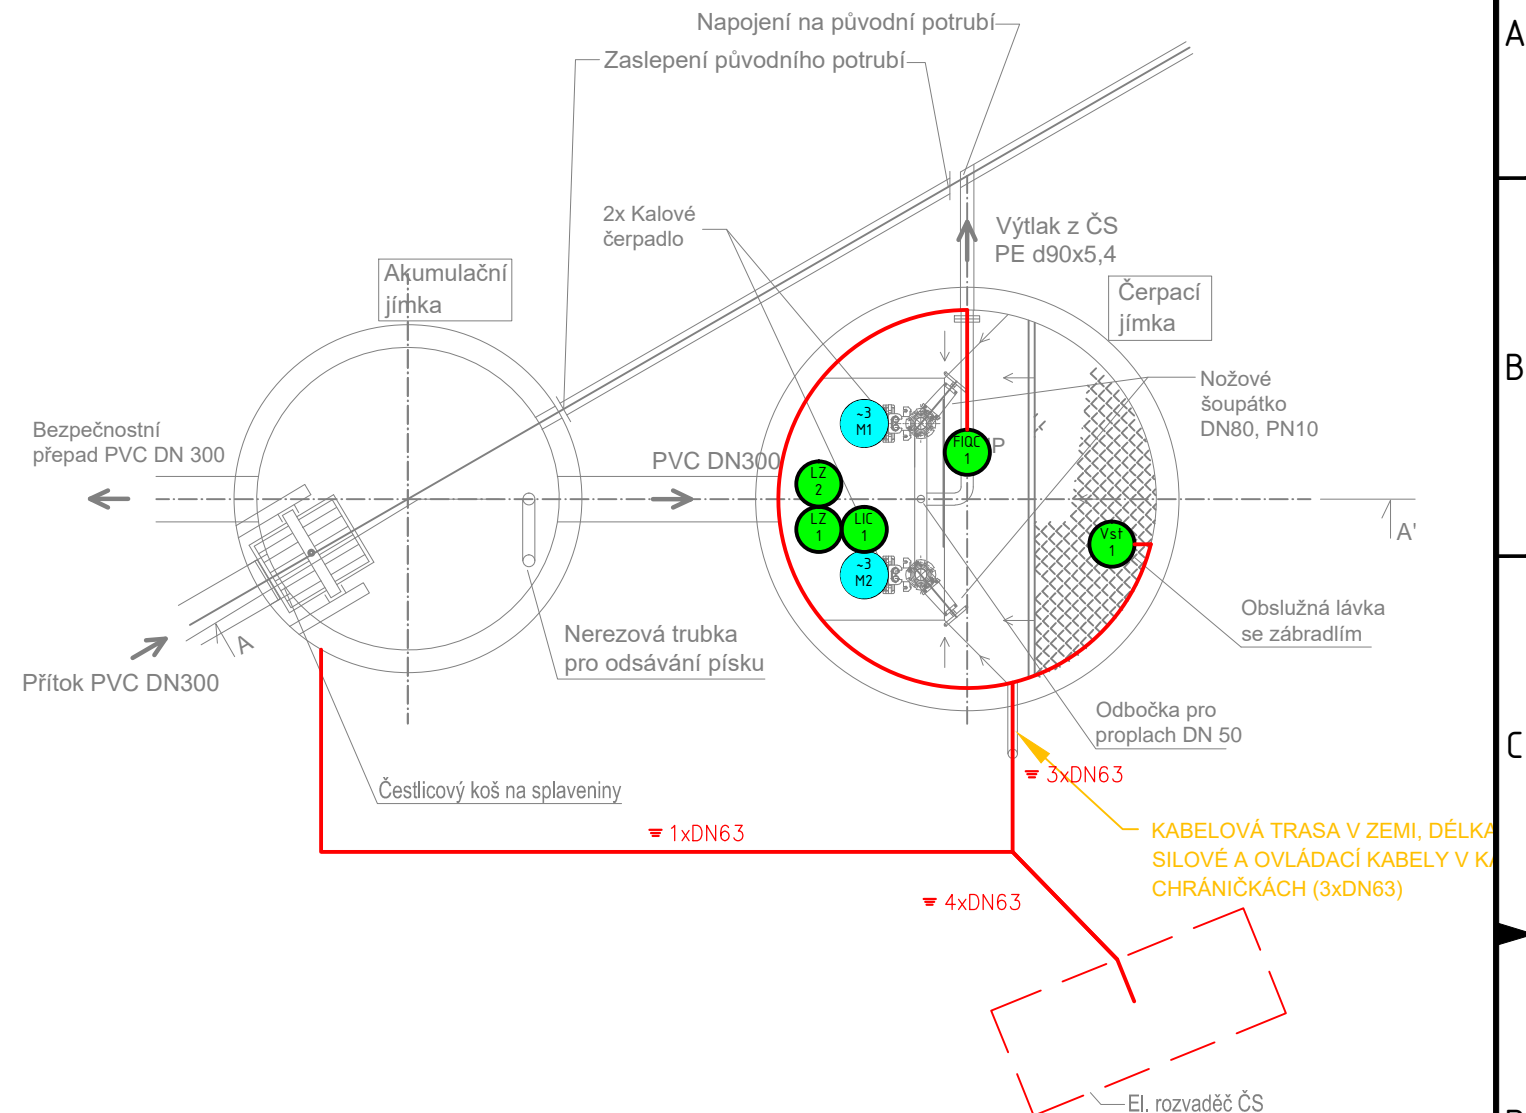 Napojení na původní potrubí
A
Zaslepení původního potrubí
2x Kalové
čerpadlo
Výtlak z ČS
PE d90x5,4
Akumulační
jímka
Čerpací
jímka
B
Nožové
šoupátko
DN80, PN10
Bezpečnostní
přepad PVC DN 300
PVC DN300
~3
M1
FIQC
1
P
LZ
2
LZ
1
LIC
1
Vst
1
A'
~3
M2
Obslužná lávka
se zábradlím
Nerezová trubka
pro odsávání písku
A
Přítok PVC DN300
Odbočka pro
proplach DN 50
C
3xDN63
Čestlicový koš na splaveniny
1xDN63
KABELOVÁ TRASA V ZEMI, DÉLKA
SILOVÉ A OVLÁDACÍ KABELY V
CHRÁNIČKÁCH (3xDN63)
4xDN63
El. rozvaděč ČS